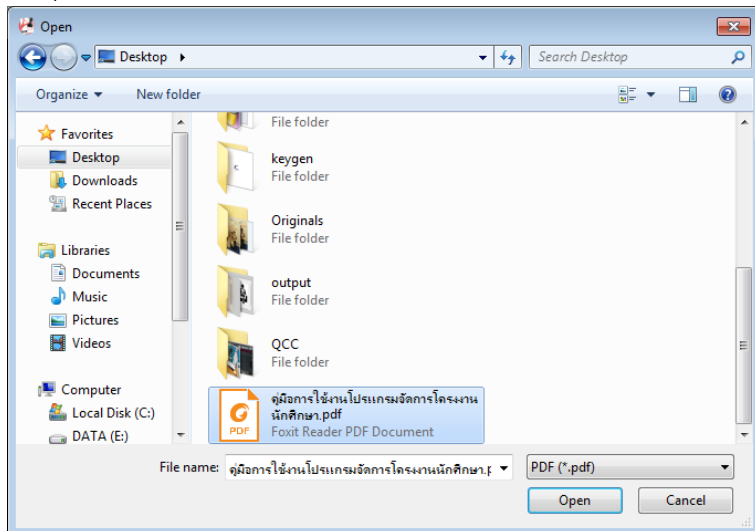 Open
Desktop
Search Desktop
Organize
New folder
Favorites
Desktop
Downloads
Recent Places
Libraries
Documents
Music
Pictures
Videos
Computer
Local Disk (C:)
DATA (E:)
File folder
keygen
File folder
Originals
File folder
output
File folder
QCC
File folder
PDF
คู่มือการใช้งานโปรแกรมจัดการโครงงาน
นักศึกษา.pdf
Foxit Reader PDF Document
File name:
คู่มือการใช้งานโปรแกรมจัดการโครงงานนักศึกษา.p
PDF (*.pdf)
Open
Cancel